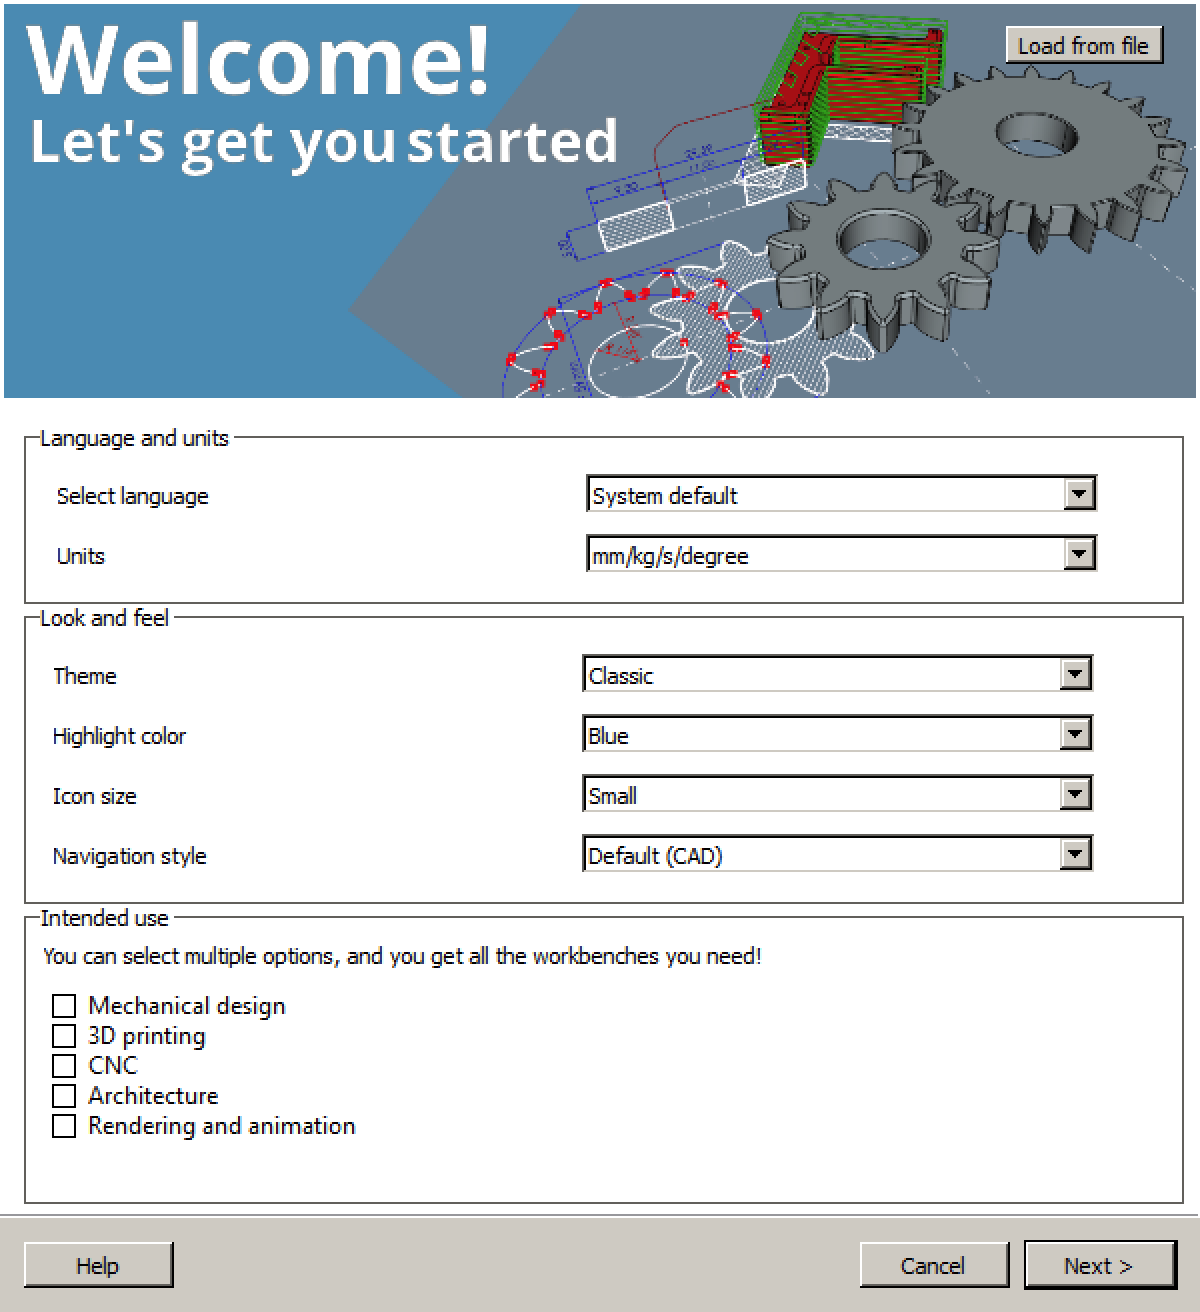 Welcome!
Load from file
Let's get you started
Language and units
Select language System default
Units mm/kg/s/degree
Look and feel
Theme Classic
Highlight color Blue
Icon size Small
Navigation style Default (CAD)
Intended use
You can select multiple options, and you get all the workbenches you need!
Mechanical design
3D printing
CNC
Architecture
Rendering and animation
Help Cancel Next >